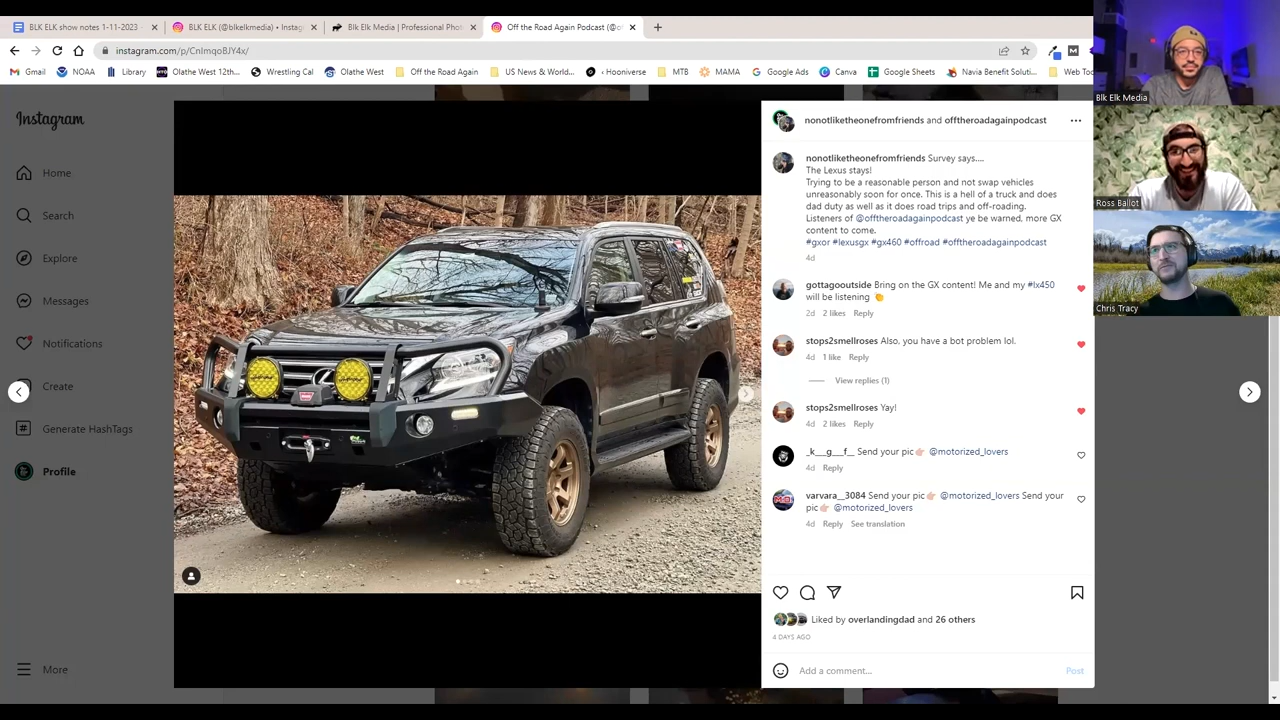 BLK ELK show notes 1-11-2023
BLK ELK (@blkelkmedia) • Instag
Blk Elk Media | Professional Phot
Off the Road Again Podcast (@of
instagram.com/p/CnImqoBJY4x/
Gmail
NOAA
Library
Olathe West 12th...
Wrestling Cal
Olathe West
Off the Road Again
US News & World...
Hooniverse
MTB
MAMA
Google Ads
Canva
Google Sheets
Navia Benefit Soluti...
Web Too
Blk Elk Media
Ross Ballot
Chris Tracy
Instagram
Home
Search
Explore
Messages
Notifications
Create
Generate HashTags
Profile
More
nonotliketheonefromfriends and offtheroadagainpodcast
nonotliketheonefromfriends Survey says....
The Lexus stays!
Trying to be a reasonable person and not swap vehicles
unreasonably soon for once. This is a hell of a truck and does
dad duty as well as it does road trips and off-roading.
Listeners of @offtheroadagainpodcast ye be warned, more GX
content to come.
#gxor #lexusgx #gx460 #offroad #offtheroadagainpodcast
4d
gottagooutside Bring on the GX content! Me and my #lx450
will be listening 👏
2d 2 likes Reply
stops2smellroses Also, you have a bot problem lol.
4d 1 like Reply
View replies (1)
stops2smellroses Yay!
4d 2 likes Reply
_k___g___f__ Send your pic👉🏻 @motorized_lovers
4d Reply
varvara__3084 Send your pic👉🏻 @motorized_lovers Send your
pic👉🏻 @motorized_lovers
4d Reply See translation
Liked by overlandingdad and 26 others
4 DAYS AGO
Add a comment...
Post